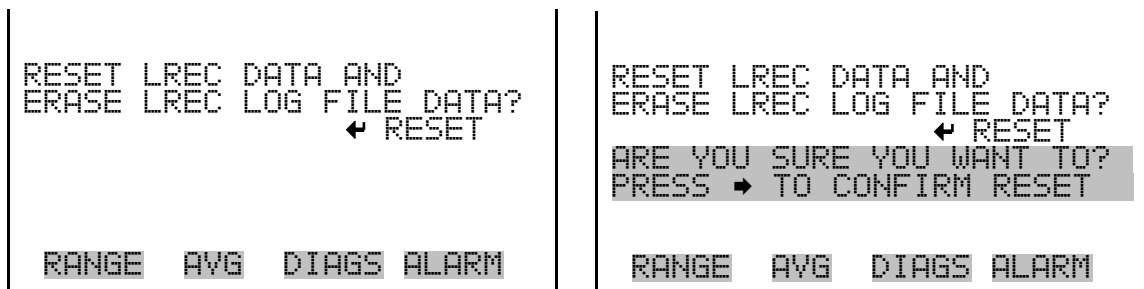 RESET LREC DATA AND
ERASE LREC LOG FILE DATA?
↵ RESET
RANGE AVG DIAGS ALARM
RESET LREC DATA AND
ERASE LREC LOG FILE DATA?
↵ RESET
ARE YOU SURE YOU WANT TO?
PRESS → TO CONFIRM RESET
RANGE AVG DIAGS ALARM